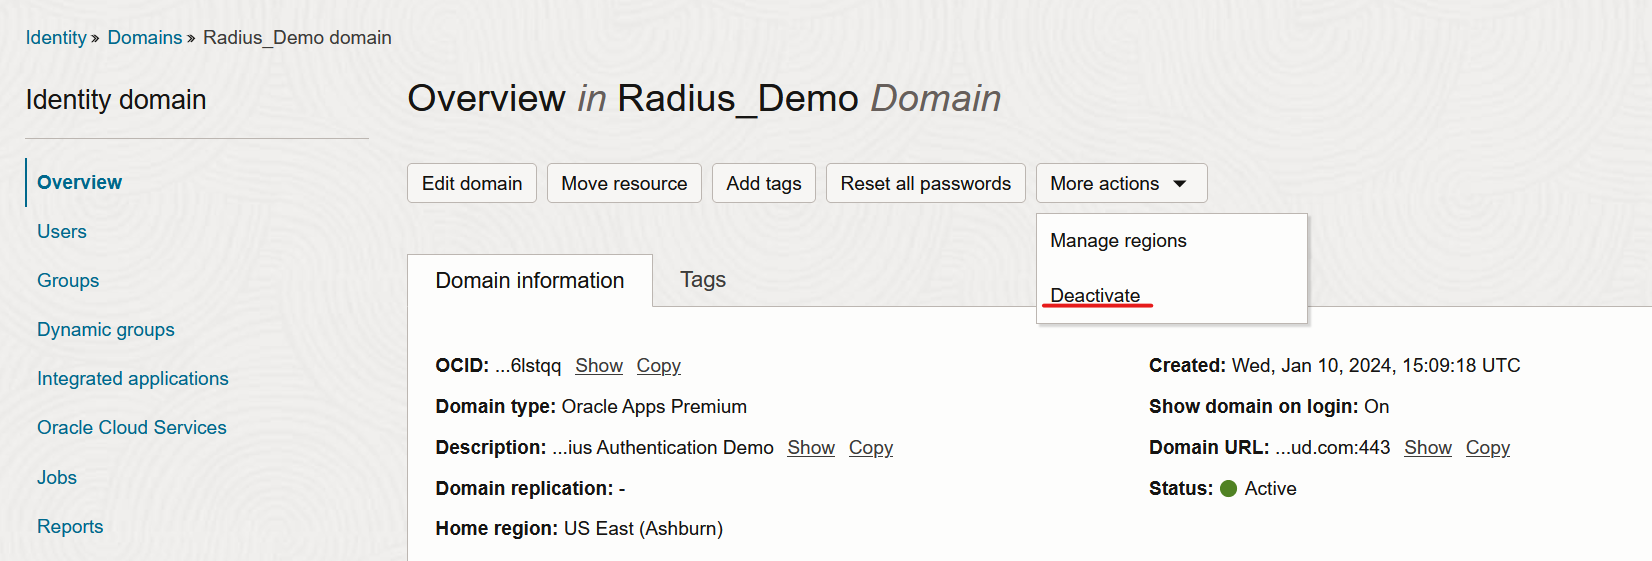 Identity » Domains » Radius_Demo domain
Identity domain
Overview
Users
Groups
Dynamic groups
Integrated applications
Oracle Cloud Services
Jobs
Reports
Overview in Radius_Demo Domain
Edit domain Move resource Add tags Reset all passwords More actions
Manage regions
Deactivate
Domain information Tags
OCID: ...6lstqq Show Copy
Domain type: Oracle Apps Premium
Description: ...ius Authentication Demo Show Copy
Domain replication: -
Home region: US East (Ashburn)
Created: Wed, Jan 10, 2024, 15:09:18 UTC
Show domain on login: On
Domain URL: ...ud.com:443 Show Copy
Status: Active